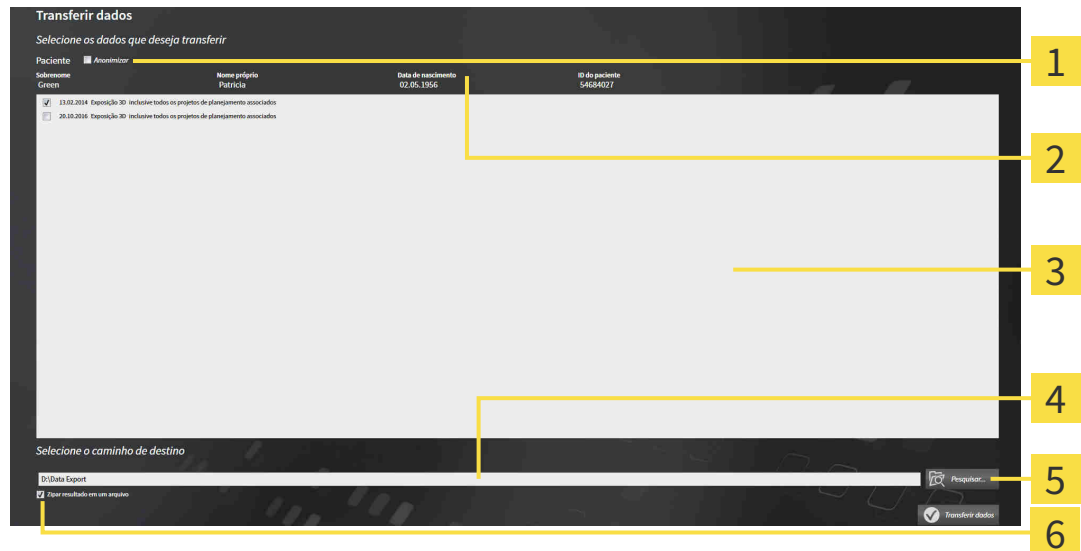 Transferir dados
Selecione os dados que deseja transferir
Paciente Anonimizar
1
Sobrenome Nome próprio Data de nascimento ID do paciente
Green Patricia 02.05.1956 54684027
13.02.2014 Exposição 3D inclusive todos os projetos de planejamento associados
20.10.2016 Exposição 3D inclusive todos os projetos de planejamento associados
2
3
4
Selecione o caminho de destino
D:\Data Export
Pesquisar...
5
Zipar resultado em um arquivo
Transferir dados
6